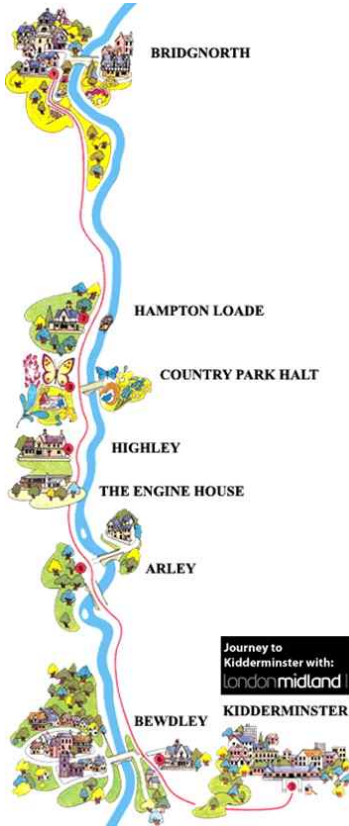 BRIDGNORTH
HAMPTON LOADE
COUNTRY PARK HALT
HIGHLEY
THE ENGINE HOUSE
ARLEY
Journey to
Kidderminster with:
londonmidland
BEWDLEY
KIDDERMINSTER